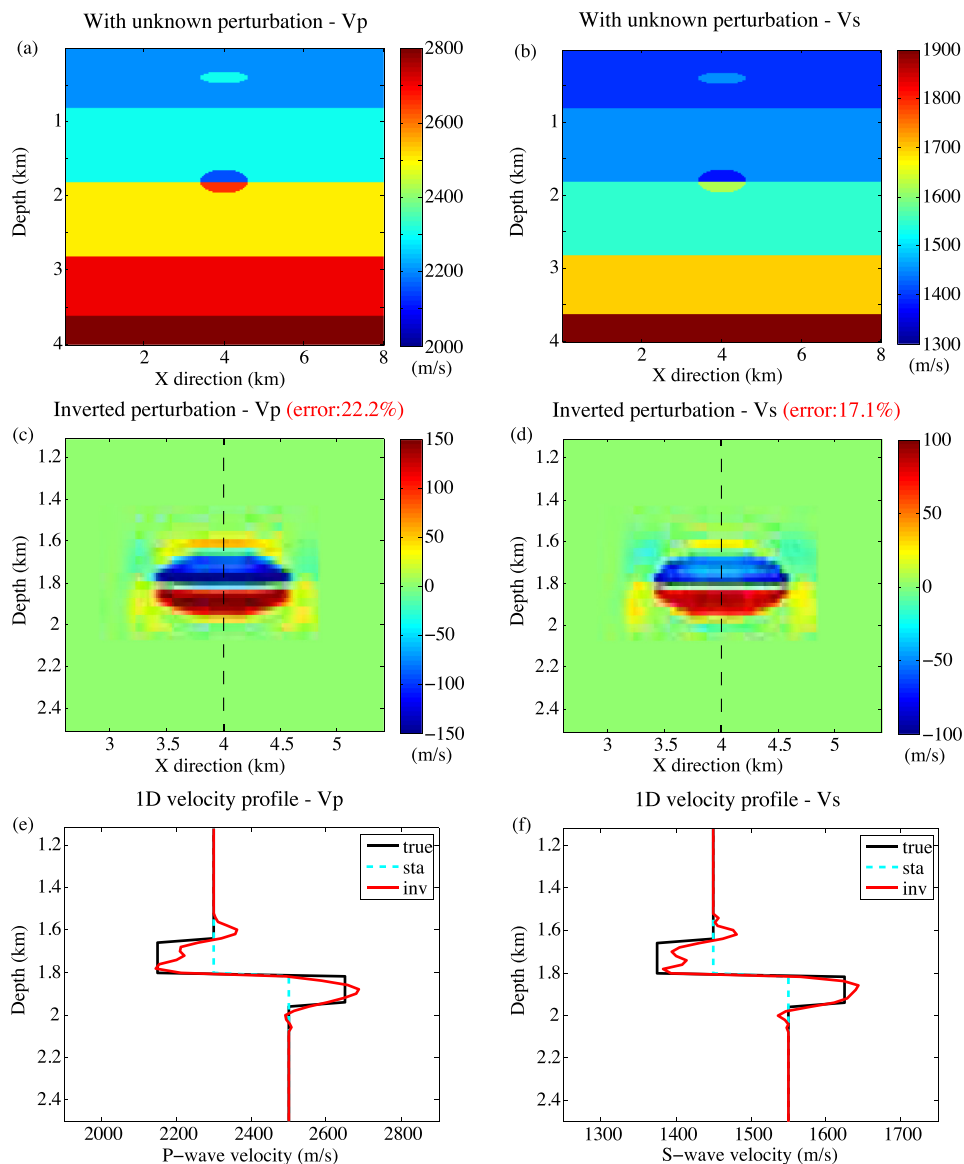 With unknown perturbation - Vp
(a)
Depth (km)
1
2
3
4
2 4 6 8
X direction (km)
2800
2600
2400
2200
2000
(m/s)
With unknown perturbation - Vs
(b)
Depth (km)
1
2
3
4
2 4 6 8
X direction (km)
1900
1800
1700
1600
1500
1400
1300
(m/s)
Inverted perturbation - Vp (error:22.2%)
(c)
Depth (km)
1.2
1.4
1.6
1.8
2
2.2
2.4
3 3.5 4 4.5 5
X direction (km)
150
100
50
0
−50
−100
−150
(m/s)
Inverted perturbation - Vs (error:17.1%)
(d)
Depth (km)
1.2
1.4
1.6
1.8
2
2.2
2.4
3 3.5 4 4.5 5
X direction (km)
100
50
0
−50
−100
(m/s)
1D velocity profile - Vp
(e)
Depth (km)
1.2
1.4
1.6
1.8
2
2.2
2.4
true
sta
inv
2000 2200 2400 2600 2800
P−wave velocity (m/s)
1D velocity profile - Vs
(f)
Depth (km)
1.2
1.4
1.6
1.8
2
2.2
2.4
true
sta
inv
1300 1400 1500 1600 1700
S−wave velocity (m/s)